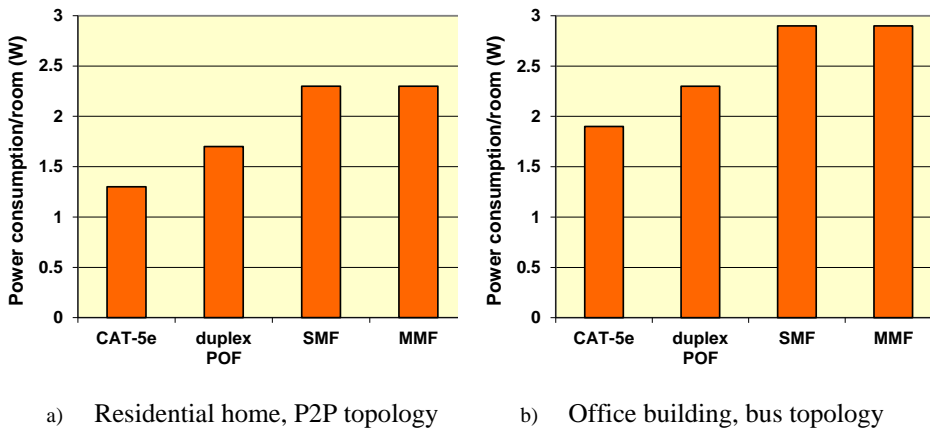 Power consumption/room (W)
3
2.5
2
1.5
1
0.5
0
CAT-5e
duplex
POF
SMF
MMF
a) Residential home, P2P topology
Power consumption/room (W)
3
2.5
2
1.5
1
0.5
0
CAT-5e
duplex
POF
SMF
MMF
b) Office building, bus topology